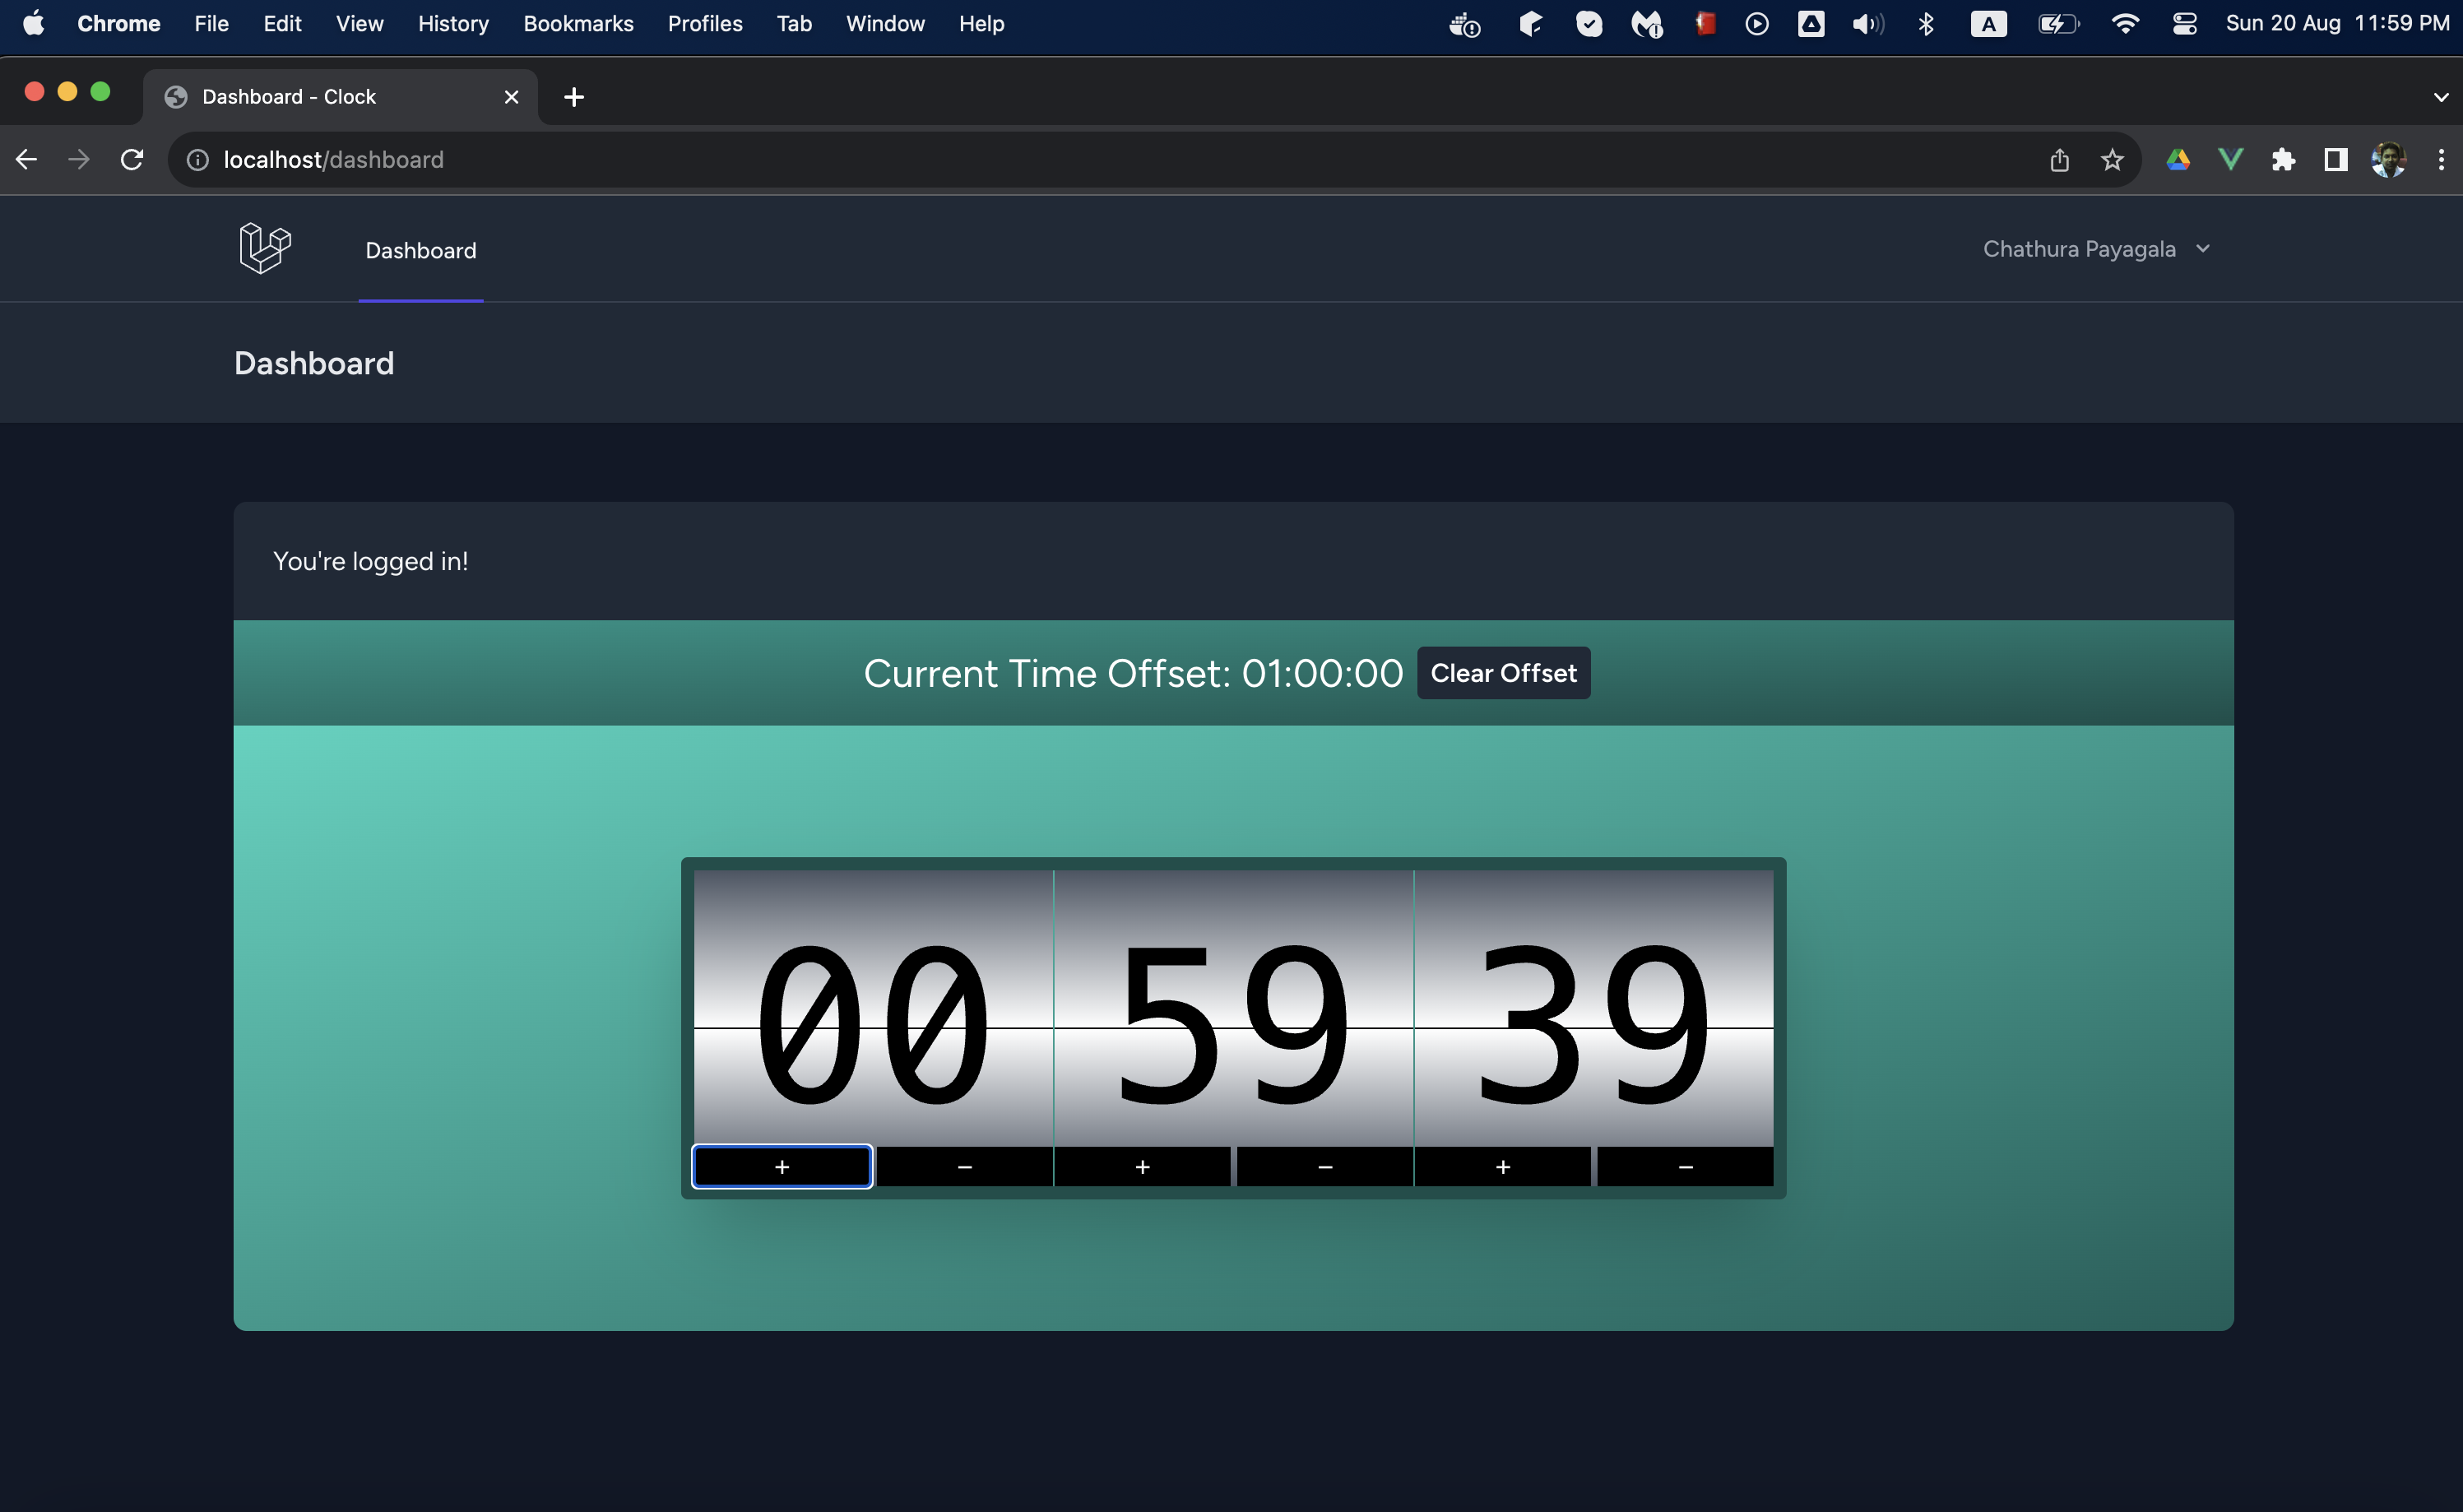 Chrome File Edit View History Bookmarks Profiles Tab Window Help A Sun 20 Aug 11:59 PM
Dashboard - Clock
localhost/dashboard
Dashboard Chathura Payagala
Dashboard
You're logged in!
Current Time Offset: 01:00:00 Clear Offset
00 59 39
+ − + − + −